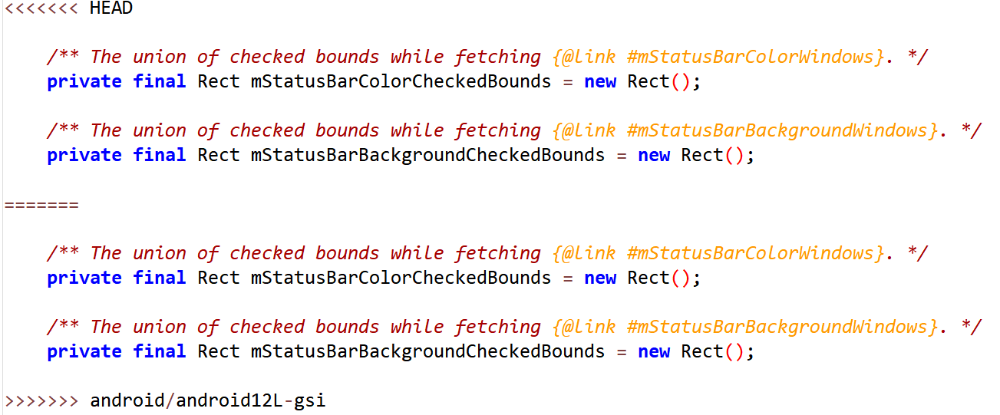 <<<<<<< HEAD
/** The union of checked bounds while fetching {@link #mStatusBarColorWindows}. */
private final Rect mStatusBarColorCheckedBounds = new Rect();
/** The union of checked bounds while fetching {@link #mStatusBarBackgroundWindows}. */
private final Rect mStatusBarBackgroundCheckedBounds = new Rect();
=======
/** The union of checked bounds while fetching {@link #mStatusBarColorWindows}. */
private final Rect mStatusBarColorCheckedBounds = new Rect();
/** The union of checked bounds while fetching {@link #mStatusBarBackgroundWindows}. */
private final Rect mStatusBarBackgroundCheckedBounds = new Rect();
>>>>>>> android/android12L-gsi